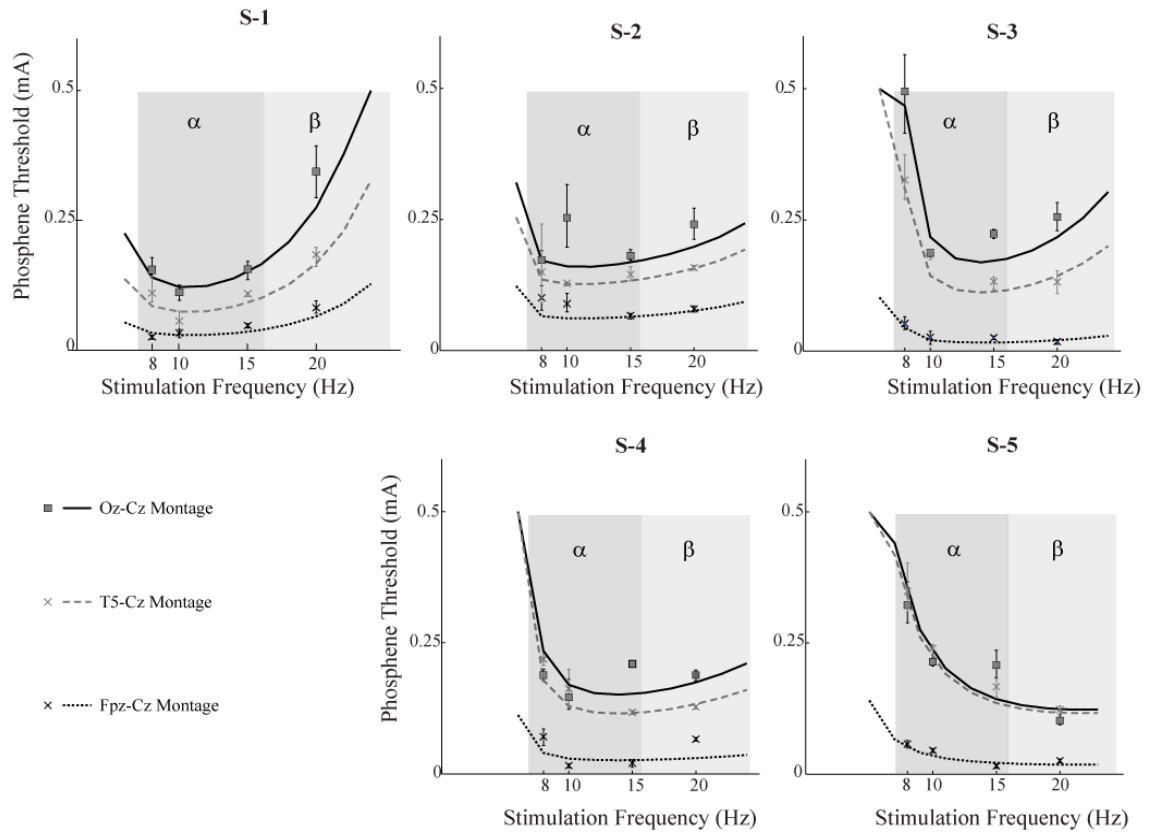 S-1
S-2
S-3
Phosphene Threshold (mA)
0.5
0.25
0
α
β
8
10
15
20
Stimulation Frequency (Hz)
0.5
0.25
0
α
β
8
10
15
20
Stimulation Frequency (Hz)
0.5
0.25
0
α
β
8
10
15
20
Stimulation Frequency (Hz)
Oz-Cz Montage
T5-Cz Montage
Fpz-Cz Montage
S-4
S-5
Phosphene Threshold (mA)
0.5
0.25
0
α
β
8
10
15
20
Stimulation Frequency (Hz)
0.5
0.25
0
α
β
8
10
15
20
Stimulation Frequency (Hz)